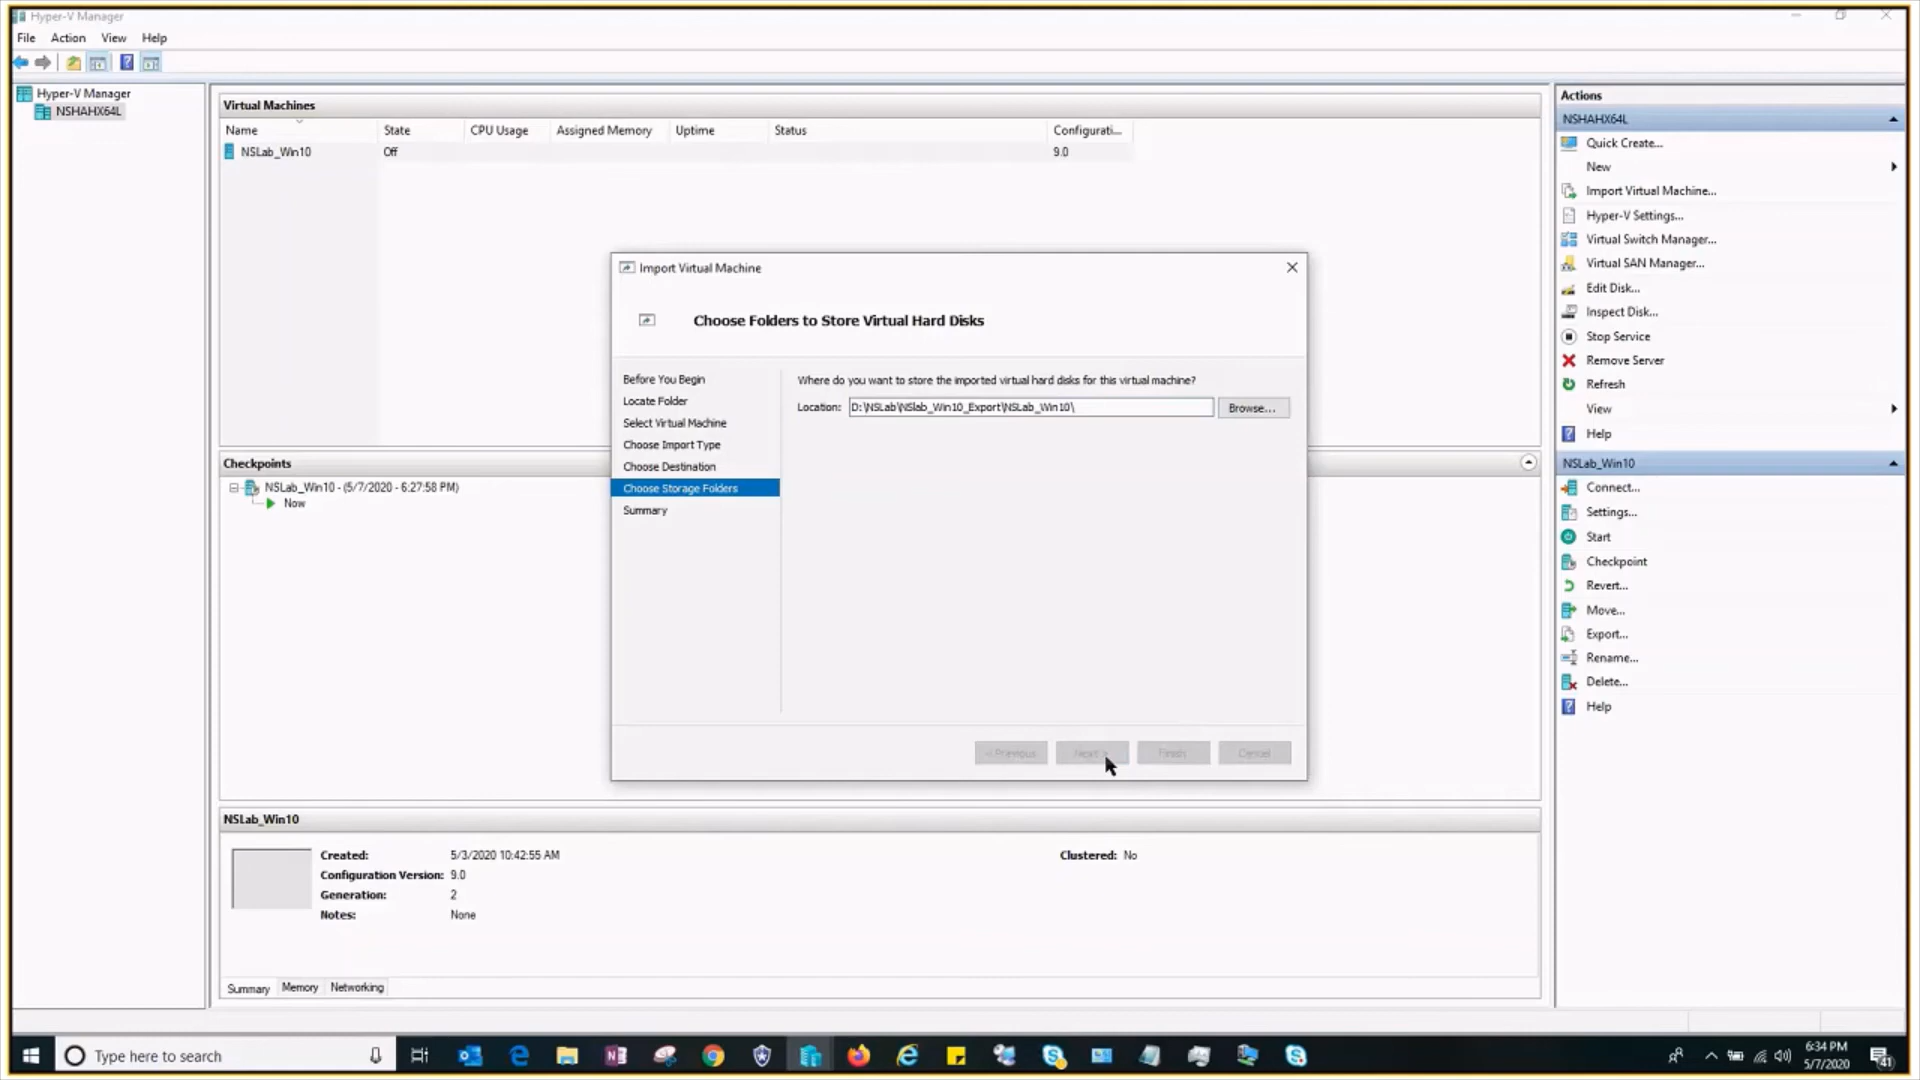 Hyper-V Manager
File Action View Help
Hyper-V Manager
NSHAHX64L
Virtual Machines
Name State CPU Usage Assigned Memory Uptime Status Configurati...
NSLab_Win10 Off 9.0
Import Virtual Machine
Choose Folders to Store Virtual Hard Disks
Before You Begin
Locate Folder
Select Virtual Machine
Choose Import Type
Choose Destination
Choose Storage Folders
Summary
Where do you want to store the imported virtual hard disks for this virtual machine?
Location: D:\NSLab\NSlab_Win10_Export\NSLab_Win10\ Browse...
< Previous Next > Finish Cancel
Checkpoints
NSLab_Win10 - (5/7/2020 - 6:27:58 PM)
Now
NSLab_Win10
Created: 5/3/2020 10:42:55 AM Clustered: No
Configuration Version: 9.0
Generation: 2
Notes: None
Summary Memory Networking
Actions
NSHAHX64L
Quick Create...
New
Import Virtual Machine...
Hyper-V Settings...
Virtual Switch Manager...
Virtual SAN Manager...
Edit Disk...
Inspect Disk...
Stop Service
Remove Server
Refresh
View
Help
NSLab_Win10
Connect...
Settings...
Start
Checkpoint
Revert...
Move...
Export...
Rename...
Delete...
Help
Type here to search
6:34 PM
5/7/2020
41